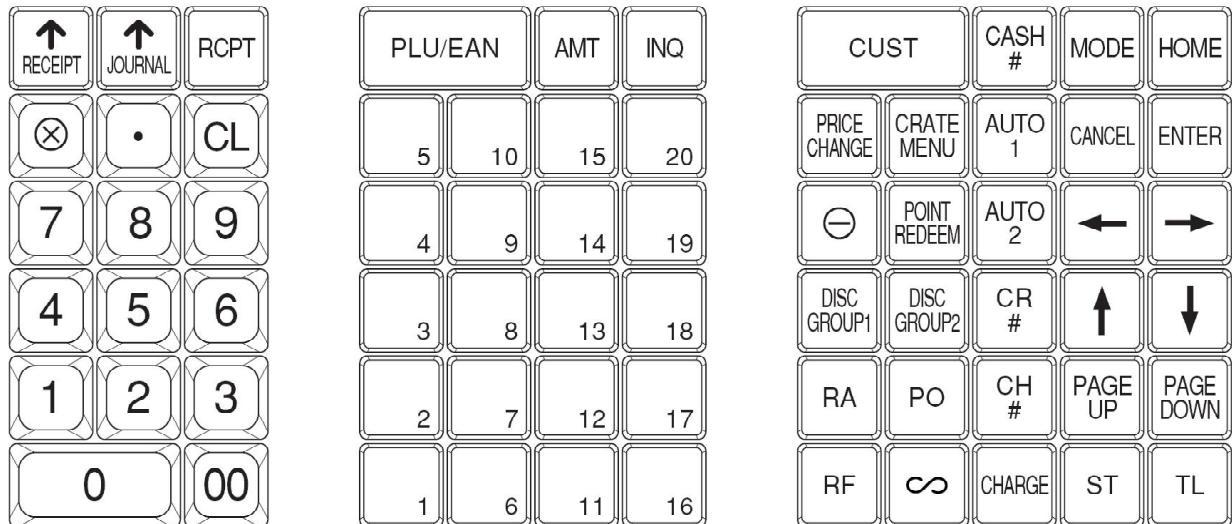 RECEIPT JOURNAL RCPT
⊗ • CL
7 8 9
4 5 6
1 2 3
0 00
PLU/EAN AMT INQ
5 10 15 20
4 9 14 19
3 8 13 18
2 7 12 17
1 6 11 16
CUST CASH # MODE HOME
PRICE CHANGE CRATE MENU AUTO 1 CANCEL ENTER
⊖ POINT REDEEM AUTO 2 ← →
DISC GROUP1 DISC GROUP2 CR # ↑ ↓
RA PO CH # PAGE UP PAGE DOWN
RF ∽ CHARGE ST TL